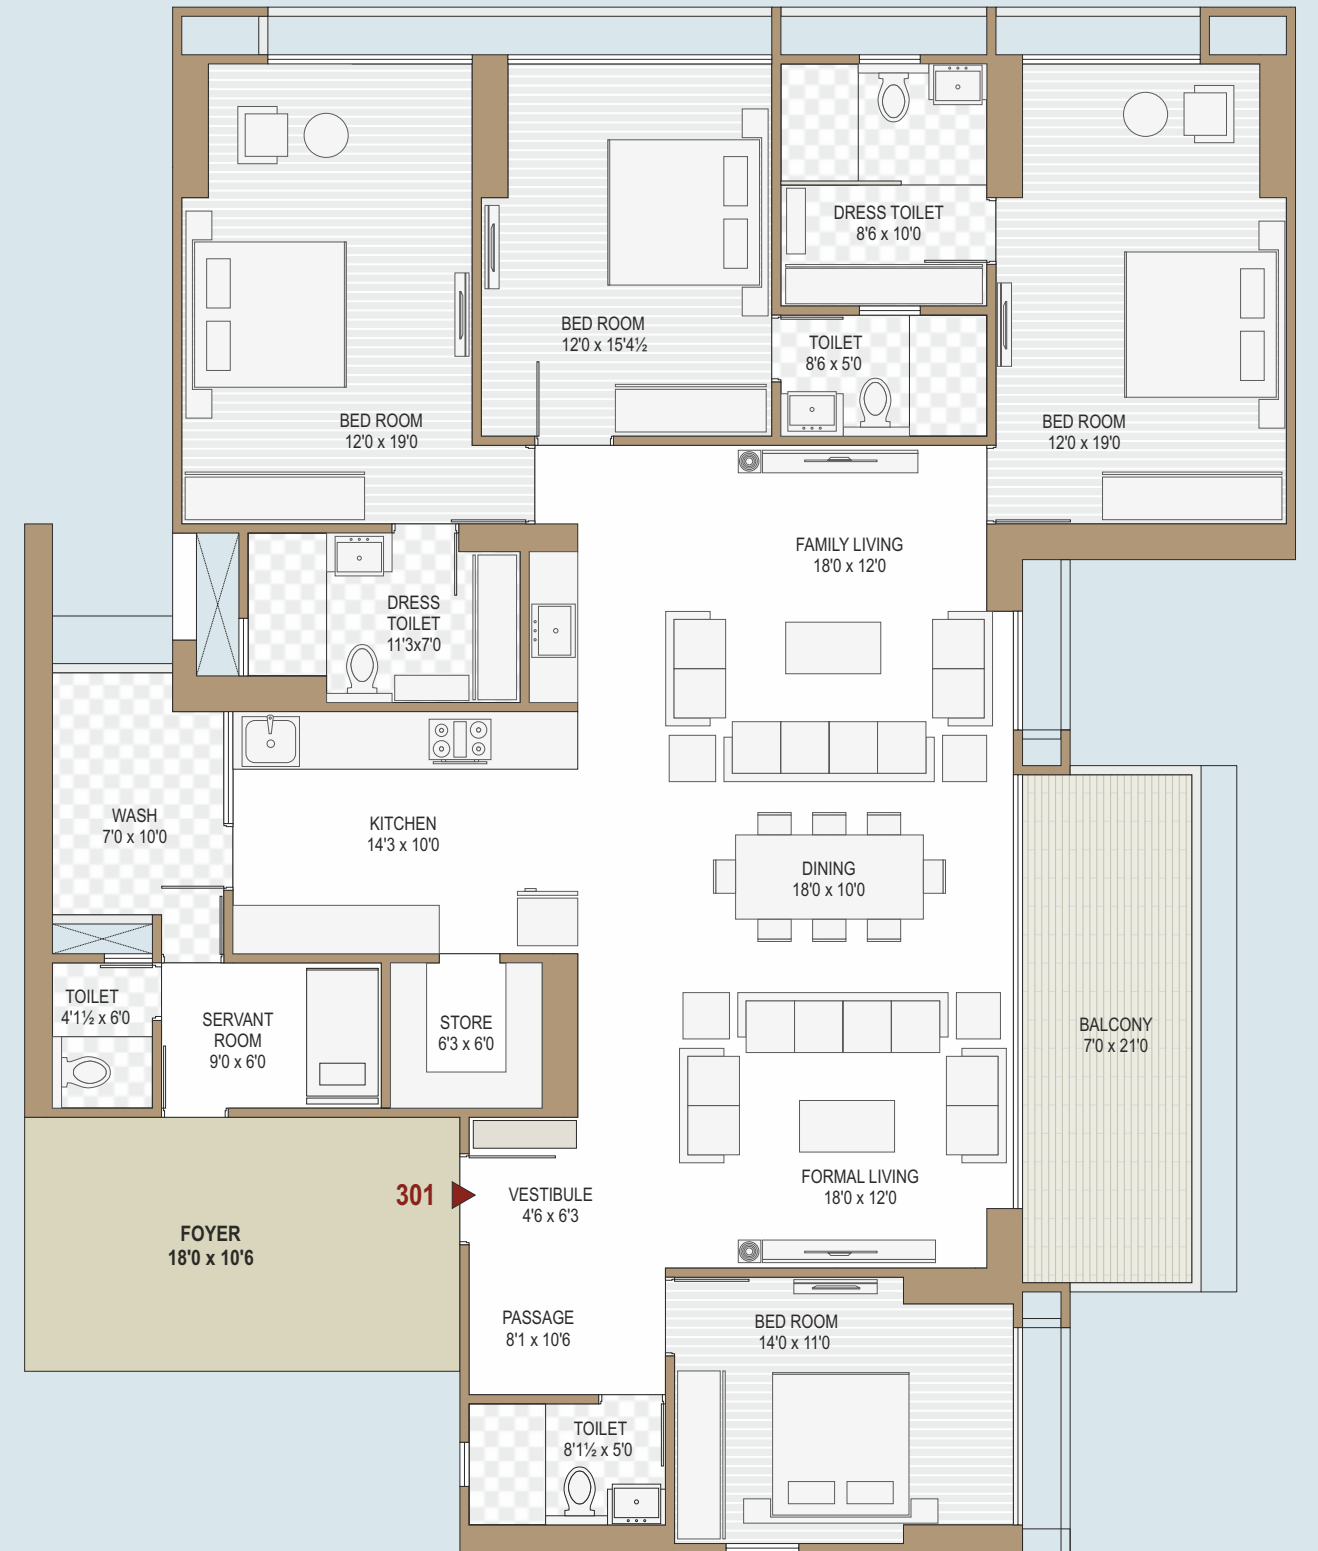 DRESS TOILET
8'6 x 10'0
BED ROOM
12'0 x 15'4½
TOILET
8'6 x 5'0
BED ROOM
12'0 x 19'0
BED ROOM
12'0 x 19'0
FAMILY LIVING
18'0 x 12'0
DRESS
TOILET
11'3x7'0
WASH
7'0 x 10'0
KITCHEN
14'3 x 10'0
DINING
18'0 x 10'0
TOILET
4'1½ x 6'0
SERVANT
ROOM
9'0 x 6'0
STORE
6'3 x 6'0
BALCONY
7'0 x 21'0
FORMAL LIVING
18'0 x 12'0
301
VESTIBULE
4'6 x 6'3
FOYER
18'0 x 10'6
PASSAGE
8'1 x 10'6
BED ROOM
14'0 x 11'0
TOILET
8'1½ x 5'0